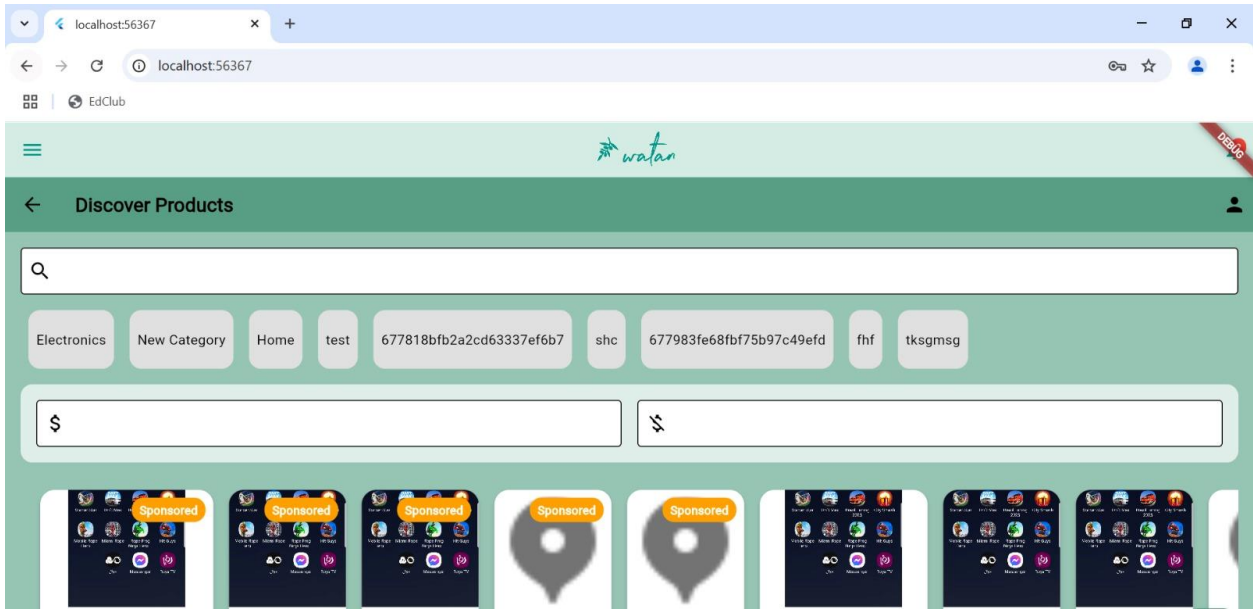 localhost:56367
localhost:56367
EdClub
watan
DEBUG
Discover Products
Electronics
New Category
Home
test
677818bfb2a2cd63337ef6b7
shc
677983fe68fbf75b97c49efd
fhf
tksgmsg
$
Sponsored
Sponsored
Sponsored
Sponsored
Sponsored